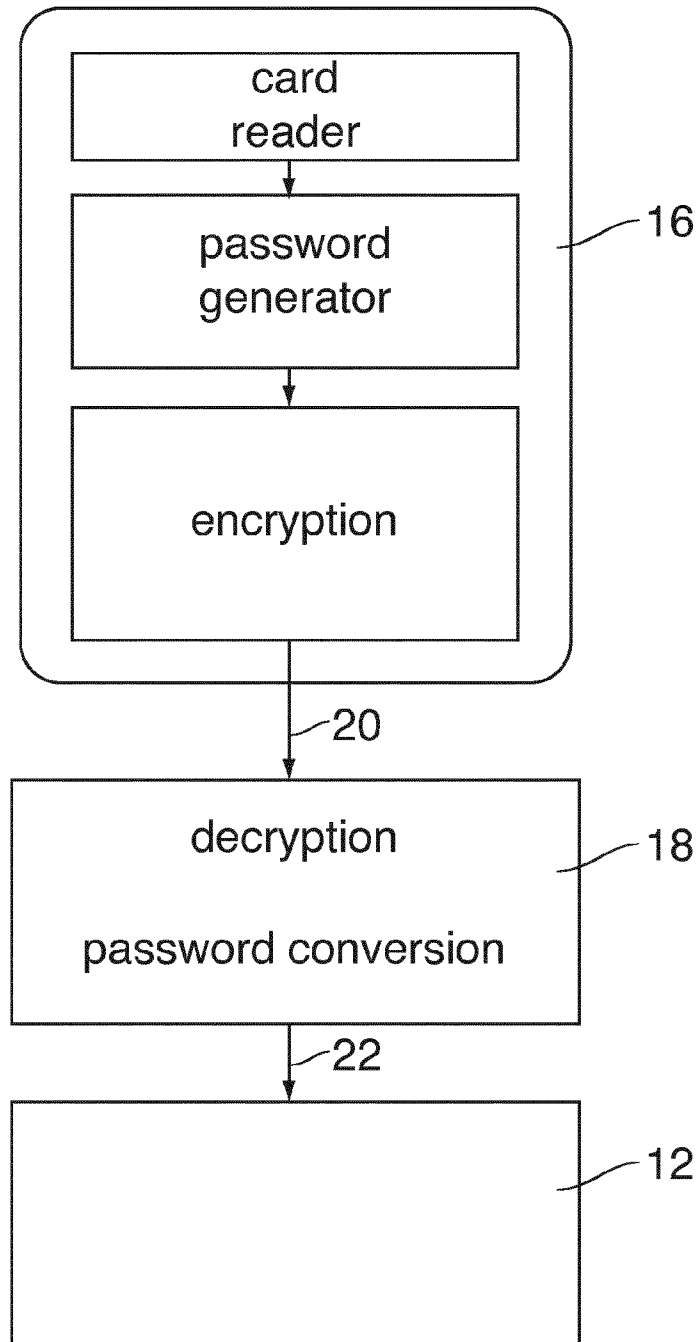 card
reader
password
generator
16
encryption
20
decryption
18
password conversion
22
12